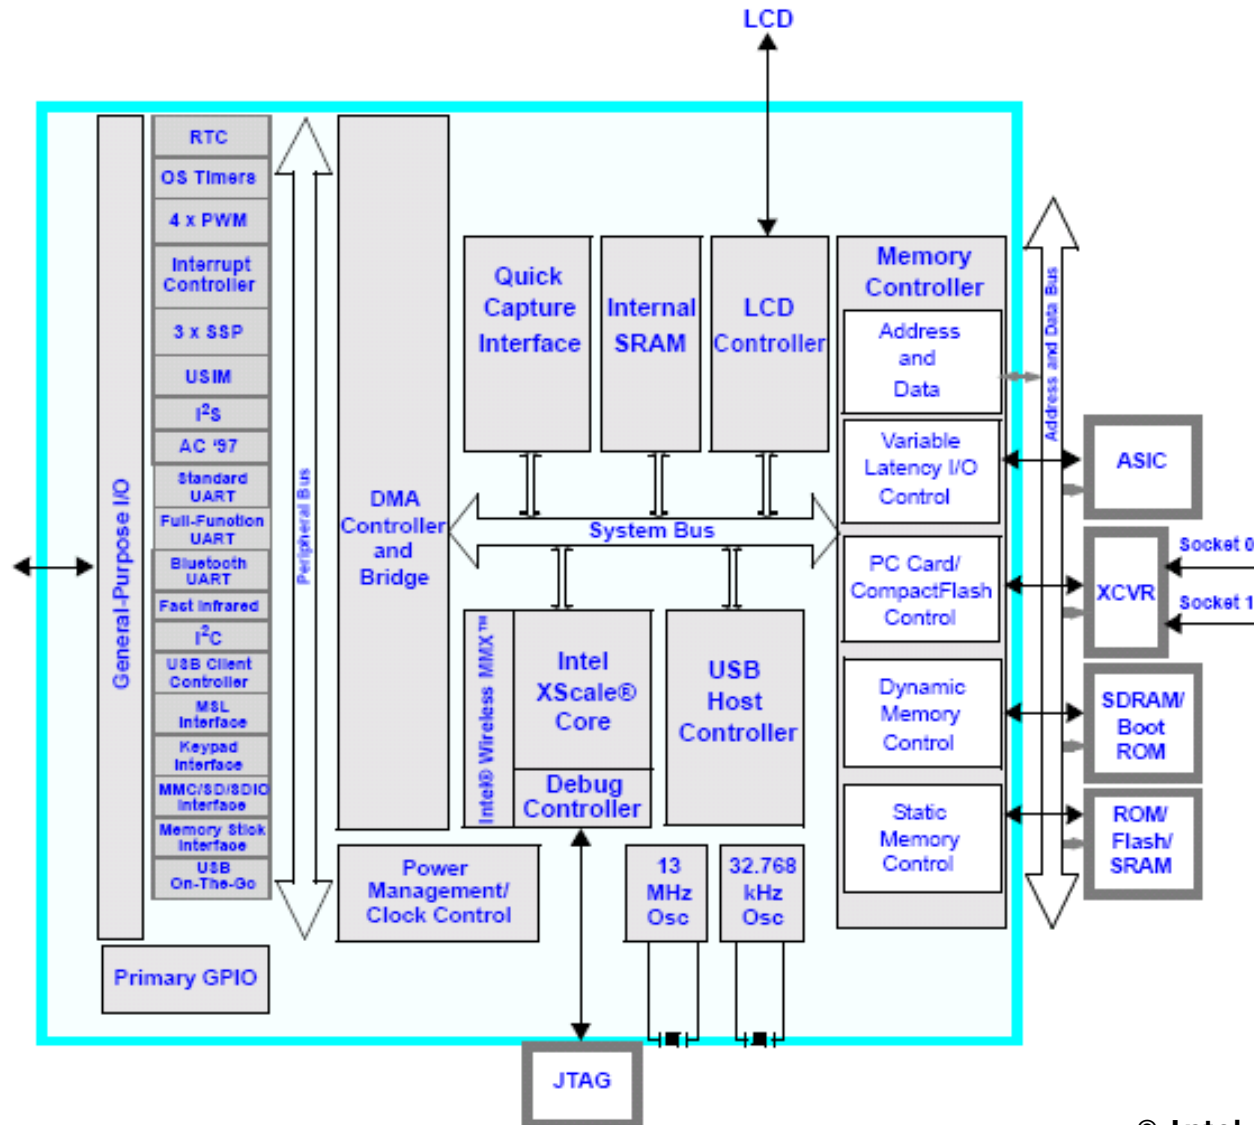 LCD
General-Purpose I/O
RTC
OS Timers
4 x PWM
Interrupt
Controller
3 x SSP
USIM
I²S
AC '97
Standard
UART
Full-Function
UART
Bluetooth
UART
Fast Infrared
I²C
USB Client
Controller
MSL
Interface
Keypad
Interface
MMC/SD/SDIO
Interface
Memory Stick
Interface
USB
On-The-Go
Primary GPIO
Peripheral Bus
DMA
Controller
and
Bridge
Power
Management/
Clock Control
Quick
Capture
Interface
Internal
SRAM
LCD
Controller
System Bus
Intel® Wireless MMX™
Intel
XScale®
Core
Debug
Controller
USB
Host
Controller
13
MHz
Osc
32.768
kHz
Osc
JTAG
Memory
Controller
Address
and
Data
Variable
Latency I/O
Control
PC Card/
CompactFlash
Control
Dynamic
Memory
Control
Static
Memory
Control
Address and Data Bus
ASIC
XCVR
Socket 0
Socket 1
SDRAM/
Boot
ROM
ROM/
Flash/
SRAM
© Intel